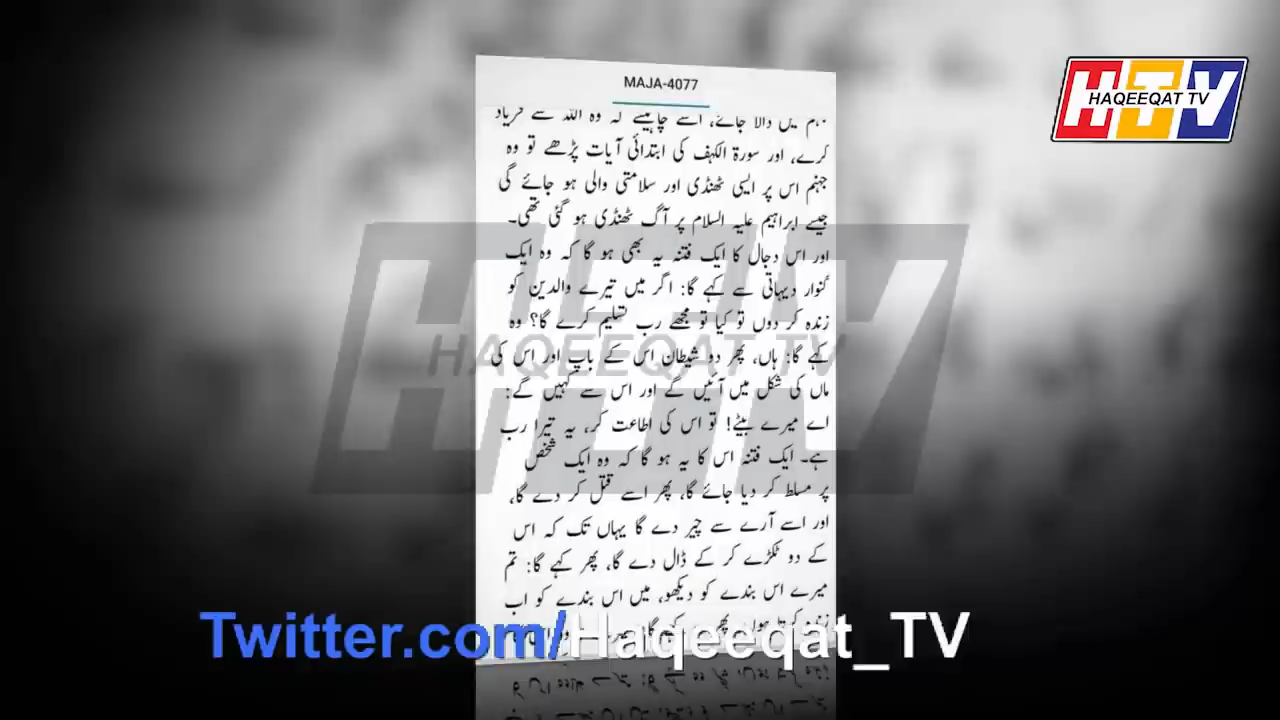 MAJA-4077
HTV
HAQEEQAT TV
میں ڈالا جائے، اسے چاہیئے کہ وہ اللہ سے فریاد
کرے، اور سورۃ الکہف کی ابتدائی آیات پڑھے تو وہ
جہنم اس پر ایسی ٹھنڈی اور سلامتی والی ہو جائے گی
جیسے ابراہیم علیہ السلام پر آگ ٹھنڈی ہو گئی تھی۔
اور اس دجال کا ایک فتنہ یہ بھی ہو گا کہ وہ ایک
گنوار دیہاتی سے کہے گا: اگر میں تیرے والدین کو
زندہ کر دوں تو کیا تو مجھے رب تسلیم کرے گا؟ وہ
کہے گا: ہاں، پھر دو شیطان اس کے باپ اور اس کی
ماں کی شکل میں آئیں گے اور اس سے کہیں گے:
اے میرے بیٹے! تو اس کی اطاعت کر، یہ تیرا رب
ہے۔ ایک فتنہ اس کا یہ ہو گا کہ وہ ایک شخص
پر مسلط کر دیا جائے گا، پھر اسے قتل کر دے گا،
اور اسے آرے سے چیر دے گا یہاں تک کہ اس
کے دو ٹکڑے کر کے ڈال دے گا، پھر کہے گا: تم
میرے اس بندے کو دیکھو، میں اس بندے کو اب
HAQEEQAT TV
Twitter.com/Haqeeqat_TV